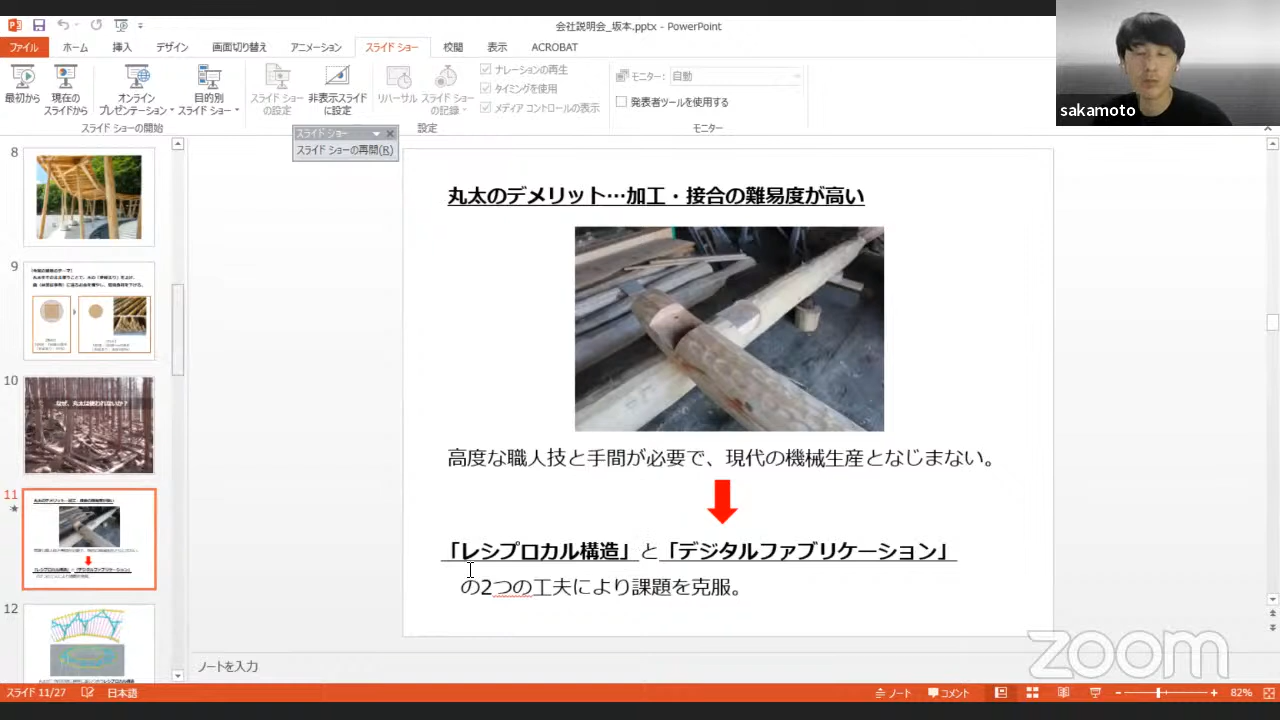 会社説明会_坂本.pptx - PowerPoint
ファイル ホーム 挿入 デザイン 画面切り替え アニメーション スライド ショー 校閲 表示 ACROBAT
最初から
現在の
スライドから
オンライン
プレゼンテーション
目的別
スライド ショー
スライド ショーの開始
スライド ショー
の設定
非表示スライド
に設定
リハーサル
スライド ショー
の記録
ナレーションの再生
タイミングを使用
メディア コントロールの表示
設定
モニター: 自動
発表者ツールを使用する
モニター
スライド ショー
スライド ショーの再開(R)
sakamoto
8
9
10
なぜ、丸太は使われないか?
11
12
丸太のデメリット…加工・接合の難易度が高い
高度な職人技と手間が必要で、現代の機械生産となじまない。
「レシプロカル構造」と「デジタルファブリケーション」
の2つの工夫により課題を克服。
ノートを入力
zoom
スライド 11/27 日本語 ノート コメント 82%